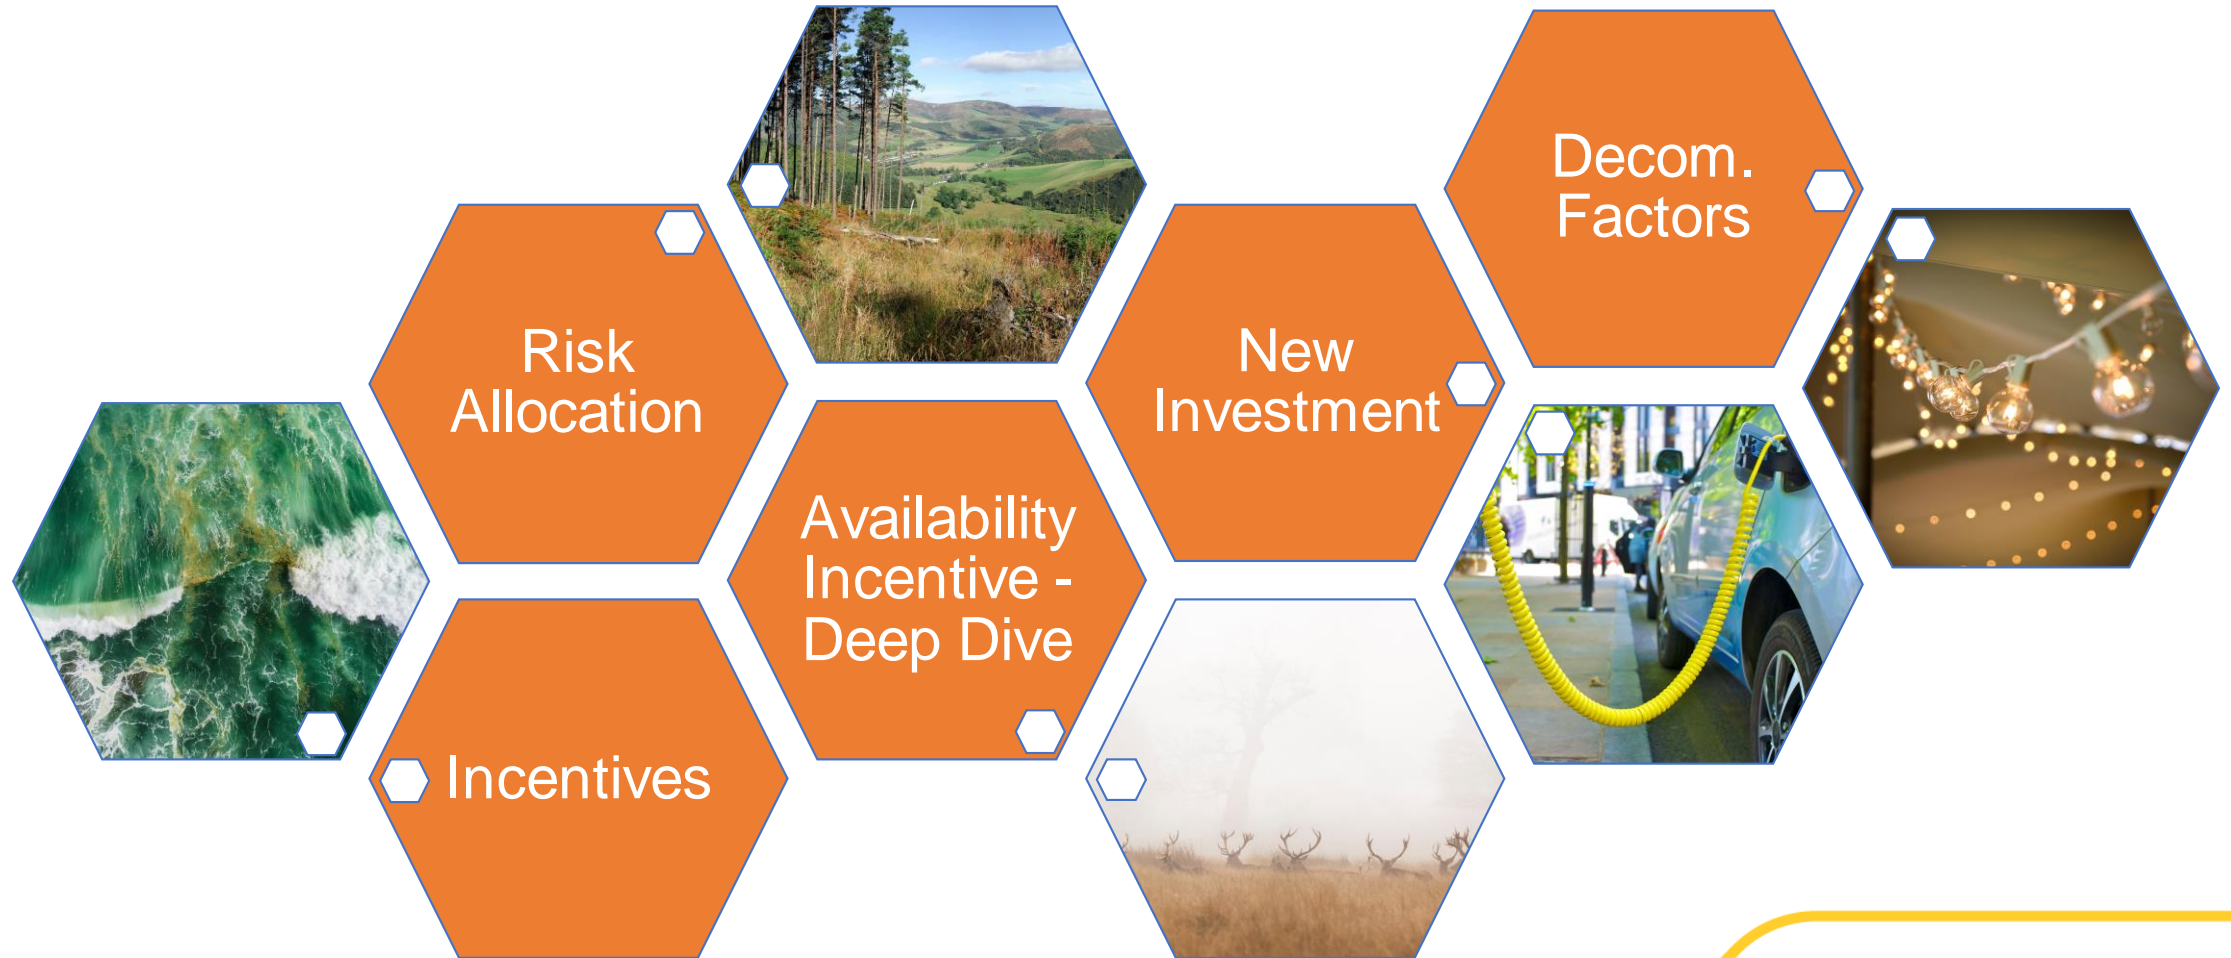 Risk
Allocation
Incentives
Availability
Incentive -
Deep Dive
New
Investment
Decom.
Factors